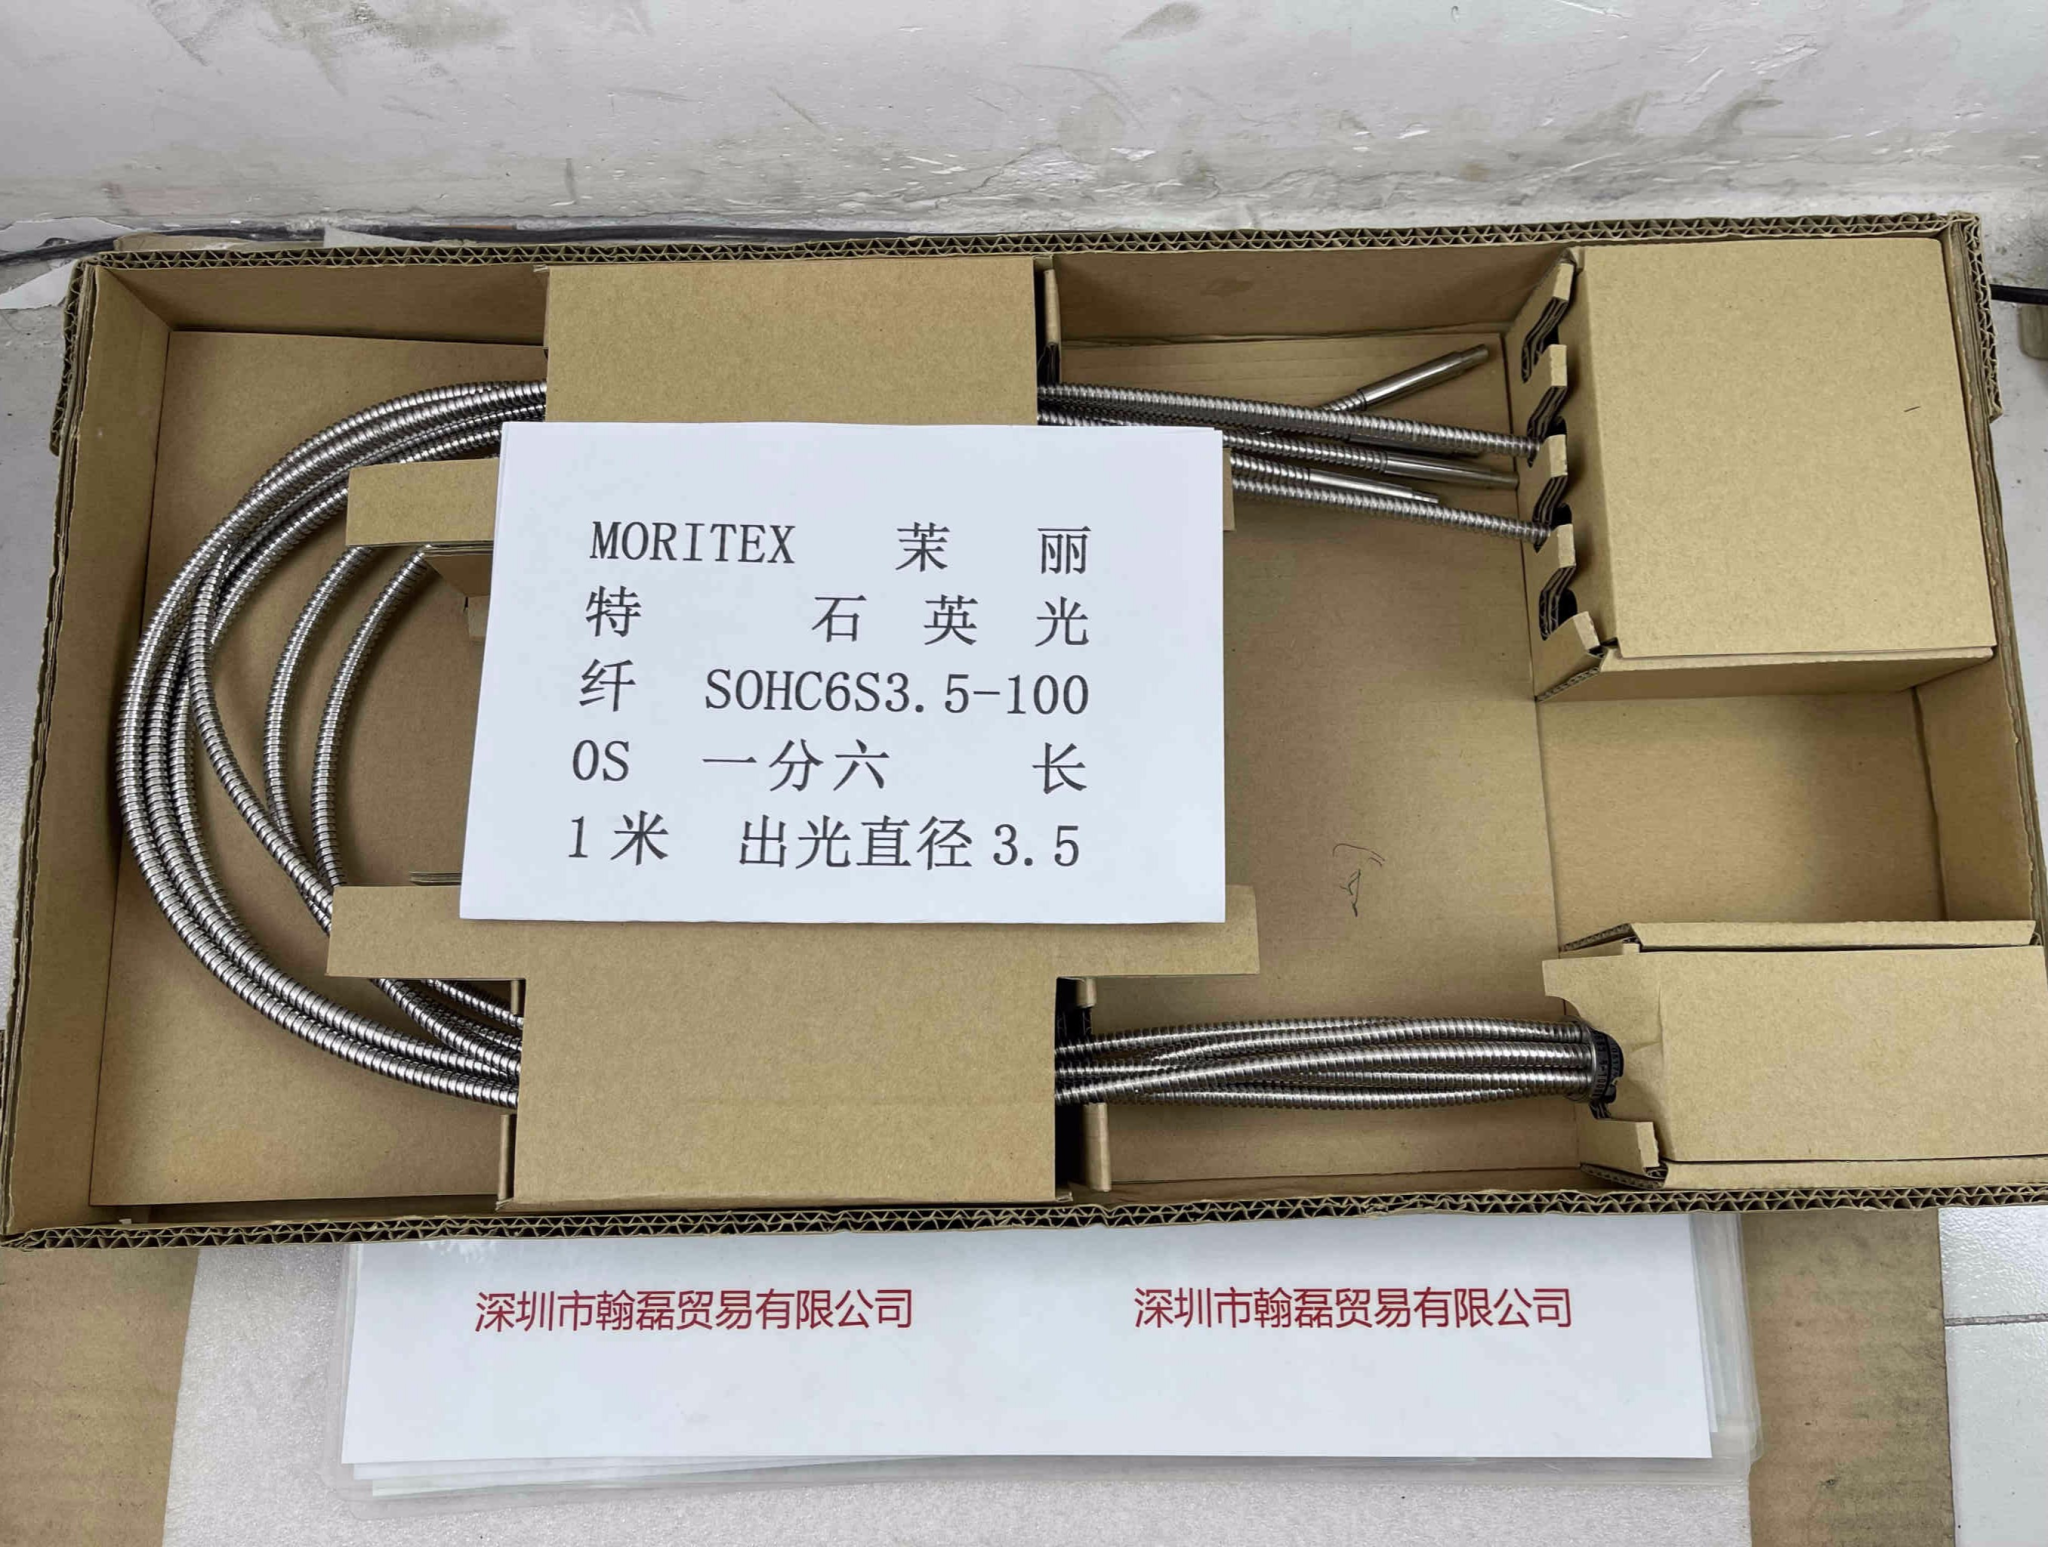 MORITEX 茉 丽
特 石 英 光
纤 SOHC6S3.5-100
0S 一分六 长
1米 出光直径3.5
深圳市翰磊贸易有限公司 深圳市翰磊贸易有限公司